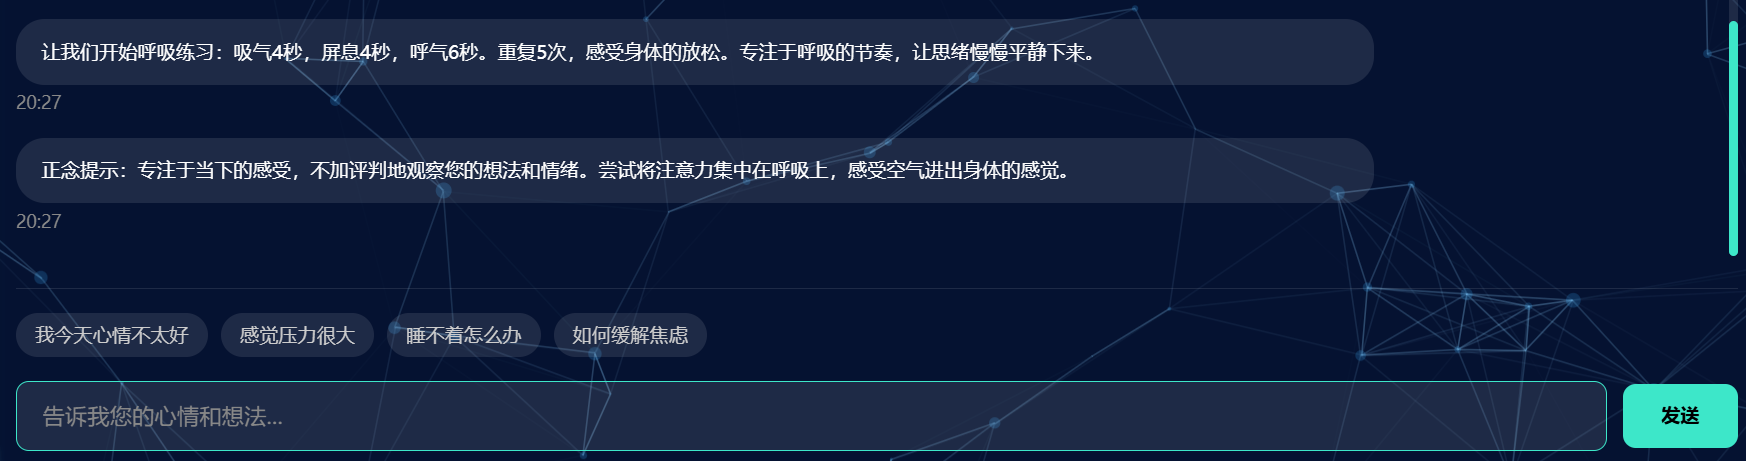 让我们开始呼吸练习：吸气4秒，屏息4秒，呼气6秒。重复5次，感受身体的放松。专注于呼吸的节奏，让思绪慢慢平静下来。
20:27
正念提示：专注于当下的感受，不加评判地观察您的想法和情绪。尝试将注意力集中在呼吸上，感受空气进出身体的感觉。
20:27
我今天心情不太好 感觉压力很大 睡不着怎么办 如何缓解焦虑
告诉我您的心情和想法... 发送